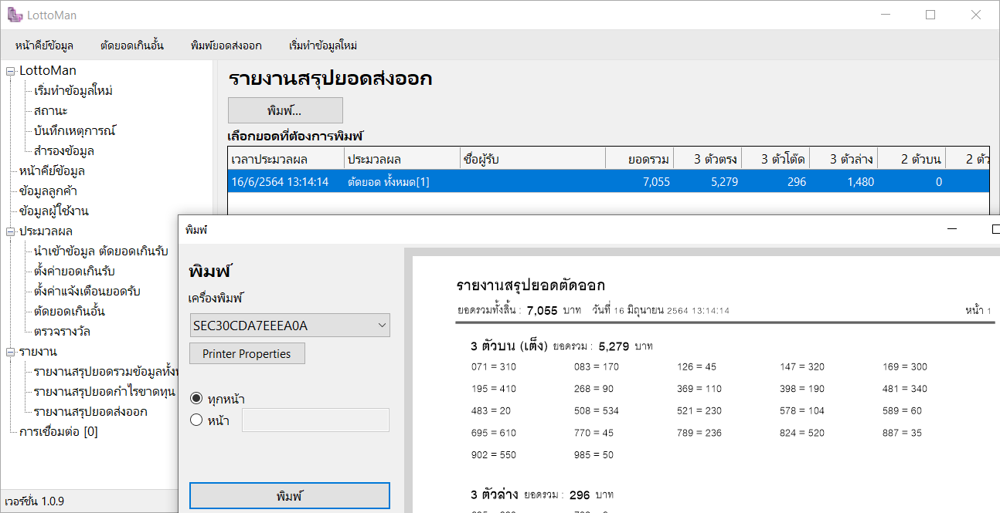 LottoMan
หน้าคีย์ข้อมูล ตัดยอดเกินอั้น พิมพ์ยอดส่งออก เริ่มทำข้อมูลใหม่
LottoMan
เริ่มทำข้อมูลใหม่
สถานะ
บันทึกเหตุการณ์
สำรองข้อมูล
หน้าคีย์ข้อมูล
ข้อมูลลูกค้า
ข้อมูลผู้ใช้งาน
ประมวลผล
นำเข้าข้อมูล ตัดยอดเกินรับ
ตั้งค่ายอดเกินรับ
ตั้งค่าแจ้งเตือนยอดรับ
ตัดยอดเกินอั้น
ตรวจรางวัล
รายงาน
รายงานสรุปยอดรวมข้อมูลทั้งห
รายงานสรุปยอดกำไรขาดทุน
รายงานสรุปยอดส่งออก
การเชื่อมต่อ [0]
เวอร์ชั่น 1.0.9
รายงานสรุปยอดส่งออก
พิมพ์...
เลือกยอดที่ต้องการพิมพ์
เวลาประมวลผล ประมวลผล ชื่อผู้รับ ยอดรวม 3 ตัวตรง 3 ตัวโต๊ด 3 ตัวล่าง 2 ตัวบน 2 ตัว
16/6/2564 13:14:14 ตัดยอด ทั้งหมด[1] 7,055 5,279 296 1,480 0
พิมพ์
พิมพ์
เครื่องพิมพ์
SEC30CDA7EEEA0A
Printer Properties
ทุกหน้า
หน้า
พิมพ์
รายงานสรุปยอดตัดออก
ยอดรวมทั้งสิ้น : 7,055 บาท วันที่ 16 มิถุนายน 2564 13:14:14 หน้า 1
3 ตัวบน (เต็ง) ยอดรวม : 5,279 บาท
071 = 310 083 = 170 126 = 45 147 = 320 169 = 300
195 = 410 268 = 90 369 = 110 398 = 190 481 = 340
483 = 20 508 = 534 521 = 230 578 = 104 589 = 60
695 = 610 770 = 45 789 = 236 824 = 520 887 = 35
902 = 550 985 = 50
3 ตัวล่าง ยอดรวม : 296 บาท